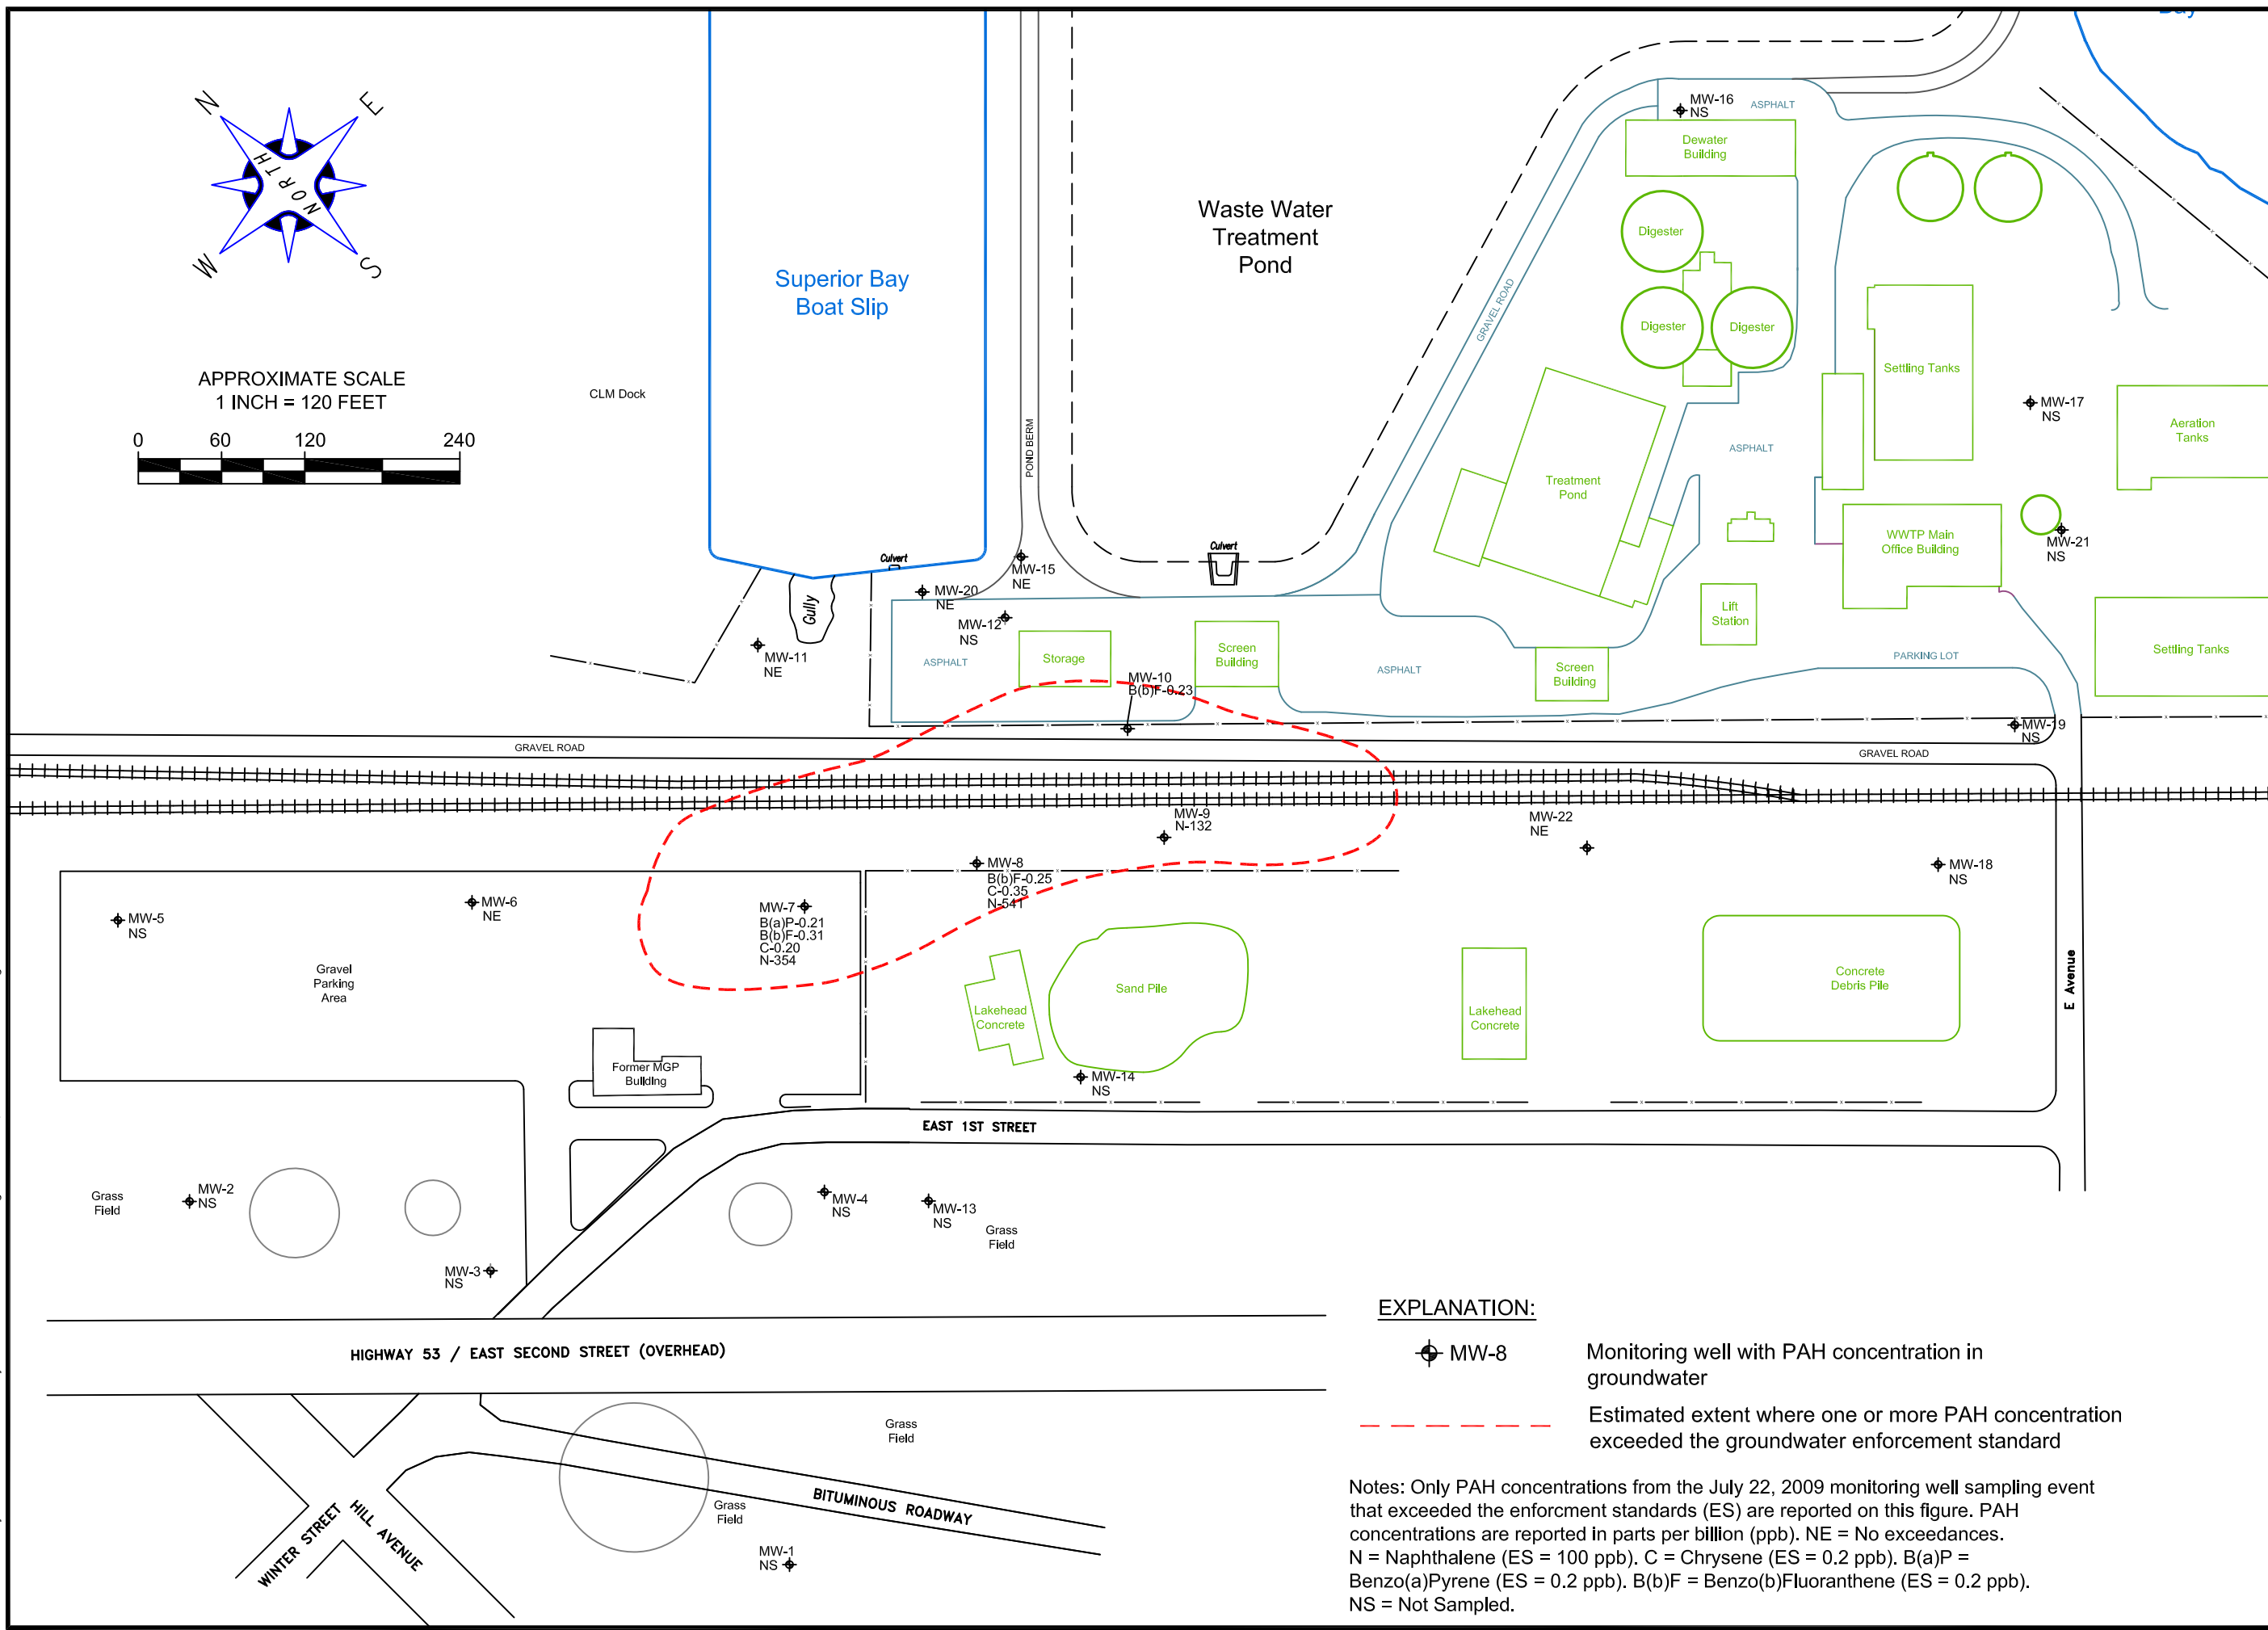 Bay
N
E
NORTH
W
S
APPROXIMATE SCALE
1 INCH = 120 FEET
0 60 120 240
CLM Dock
Superior Bay
Boat Slip
POND BERM
Waste Water
Treatment
Pond
GRAVEL ROAD
MW-16
NS
ASPHALT
Dewater
Building
Digester
Digester
Digester
Treatment
Pond
ASPHALT
Settling Tanks
MW-17
NS
Aeration
Tanks
WWTP Main
Office Building
MW-21
NS
Lift
Station
Settling Tanks
PARKING LOT
Culvert
Culvert
Gully
MW-15
NE
MW-20
NE
MW-12
NS
MW-11
NE
ASPHALT
Storage
Screen
Building
ASPHALT
Screen
Building
MW-10
B(b)F-0.23
MW-19
NS
GRAVEL ROAD
GRAVEL ROAD
MW-9
N-132
MW-22
NE
MW-8
B(b)F-0.25
C-0.35
N-541
MW-18
NS
MW-5
NS
MW-6
NE
MW-7
B(a)P-0.21
B(b)F-0.31
C-0.20
N-354
Gravel
Parking
Area
Lakehead
Concrete
Sand Pile
Lakehead
Concrete
Concrete
Debris Pile
E Avenue
Former MGP
Building
MW-14
NS
EAST 1ST STREET
Grass
Field
MW-2
NS
MW-4
NS
MW-13
NS
Grass
Field
MW-3
NS
HIGHWAY 53 / EAST SECOND STREET (OVERHEAD)
Grass
Field
Grass
Field
BITUMINOUS ROADWAY
WINTER STREET
HILL AVENUE
MW-1
NS
EXPLANATION:
MW-8
Monitoring well with PAH concentration in
groundwater
Estimated extent where one or more PAH concentration
exceeded the groundwater enforcement standard
Notes: Only PAH concentrations from the July 22, 2009 monitoring well sampling event
that exceeded the enforcment standards (ES) are reported on this figure. PAH
concentrations are reported in parts per billion (ppb). NE = No exceedances.
N = Naphthalene (ES = 100 ppb). C = Chrysene (ES = 0.2 ppb). B(a)P =
Benzo(a)Pyrene (ES = 0.2 ppb). B(b)F = Benzo(b)Fluoranthene (ES = 0.2 ppb).
NS = Not Sampled.